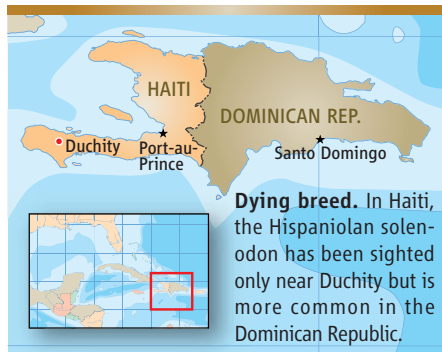 HAITI
DOMINICAN REP.
Duchity
Port-au-
Prince
Santo Domingo
Dying breed. In Haiti,
the Hispaniolan solen-
odon has been sighted
only near Duchity but is
more common in the
Dominican Republic.